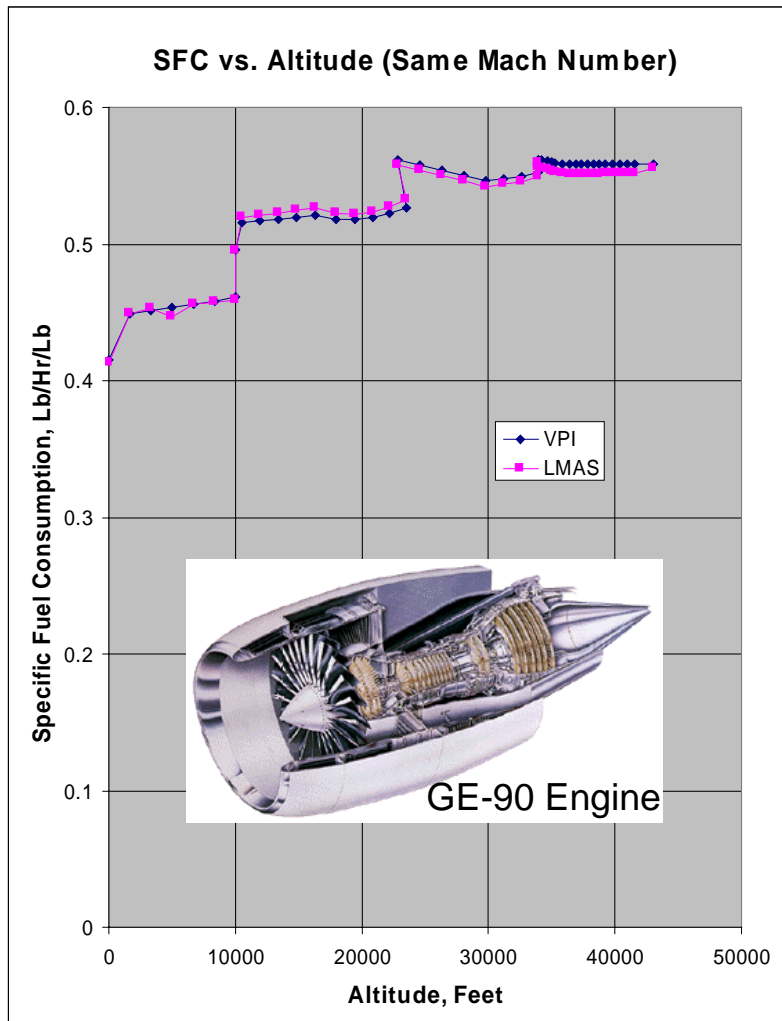 SFC vs. Altitude (Same Mach Number)
0.6
0.5
0.4
0.3
0.2
0.1
0
Specific Fuel Consumption, Lb/Hr/Lb
VPI
LMAS
GE-90 Engine
0 10000 20000 30000 40000 50000
Altitude, Feet